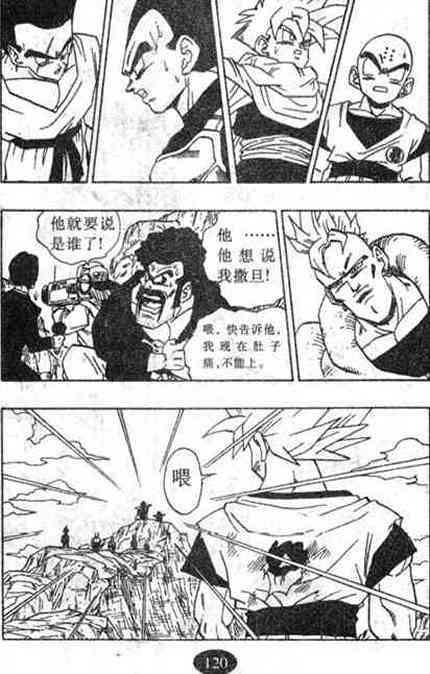 他就要说
是谁了!
他 ……
他想说
我撒旦!
喂,快告诉他,
我现在肚子
痛,不能上。
喂
120